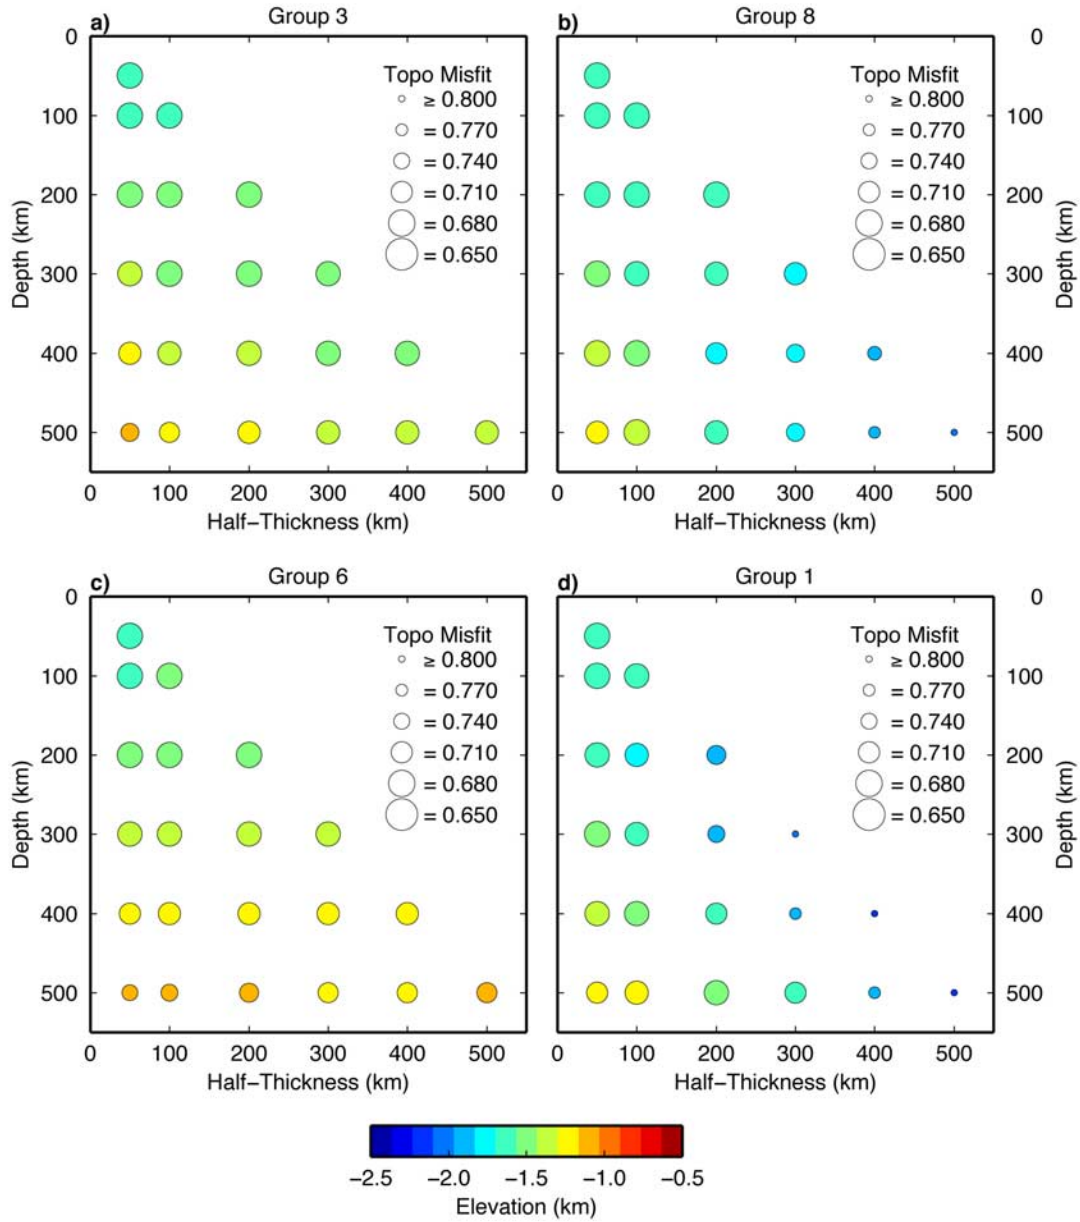 a)
Group 3
b)
Group 8
0
0
Topo Misfit
≥ 0.800
= 0.770
= 0.740
= 0.710
= 0.680
= 0.650
Topo Misfit
≥ 0.800
= 0.770
= 0.740
= 0.710
= 0.680
= 0.650
100
200
300
400
500
Depth (km)
100
200
300
400
500
Depth (km)
0 100 200 300 400 500
Half−Thickness (km)
0 100 200 300 400 500
Half−Thickness (km)
c)
Group 6
d)
Group 1
0
0
Topo Misfit
≥ 0.800
= 0.770
= 0.740
= 0.710
= 0.680
= 0.650
Topo Misfit
≥ 0.800
= 0.770
= 0.740
= 0.710
= 0.680
= 0.650
100
200
300
400
500
Depth (km)
100
200
300
400
500
Depth (km)
0 100 200 300 400 500
Half−Thickness (km)
0 100 200 300 400 500
Half−Thickness (km)
−2.5 −2.0 −1.5 −1.0 −0.5
Elevation (km)